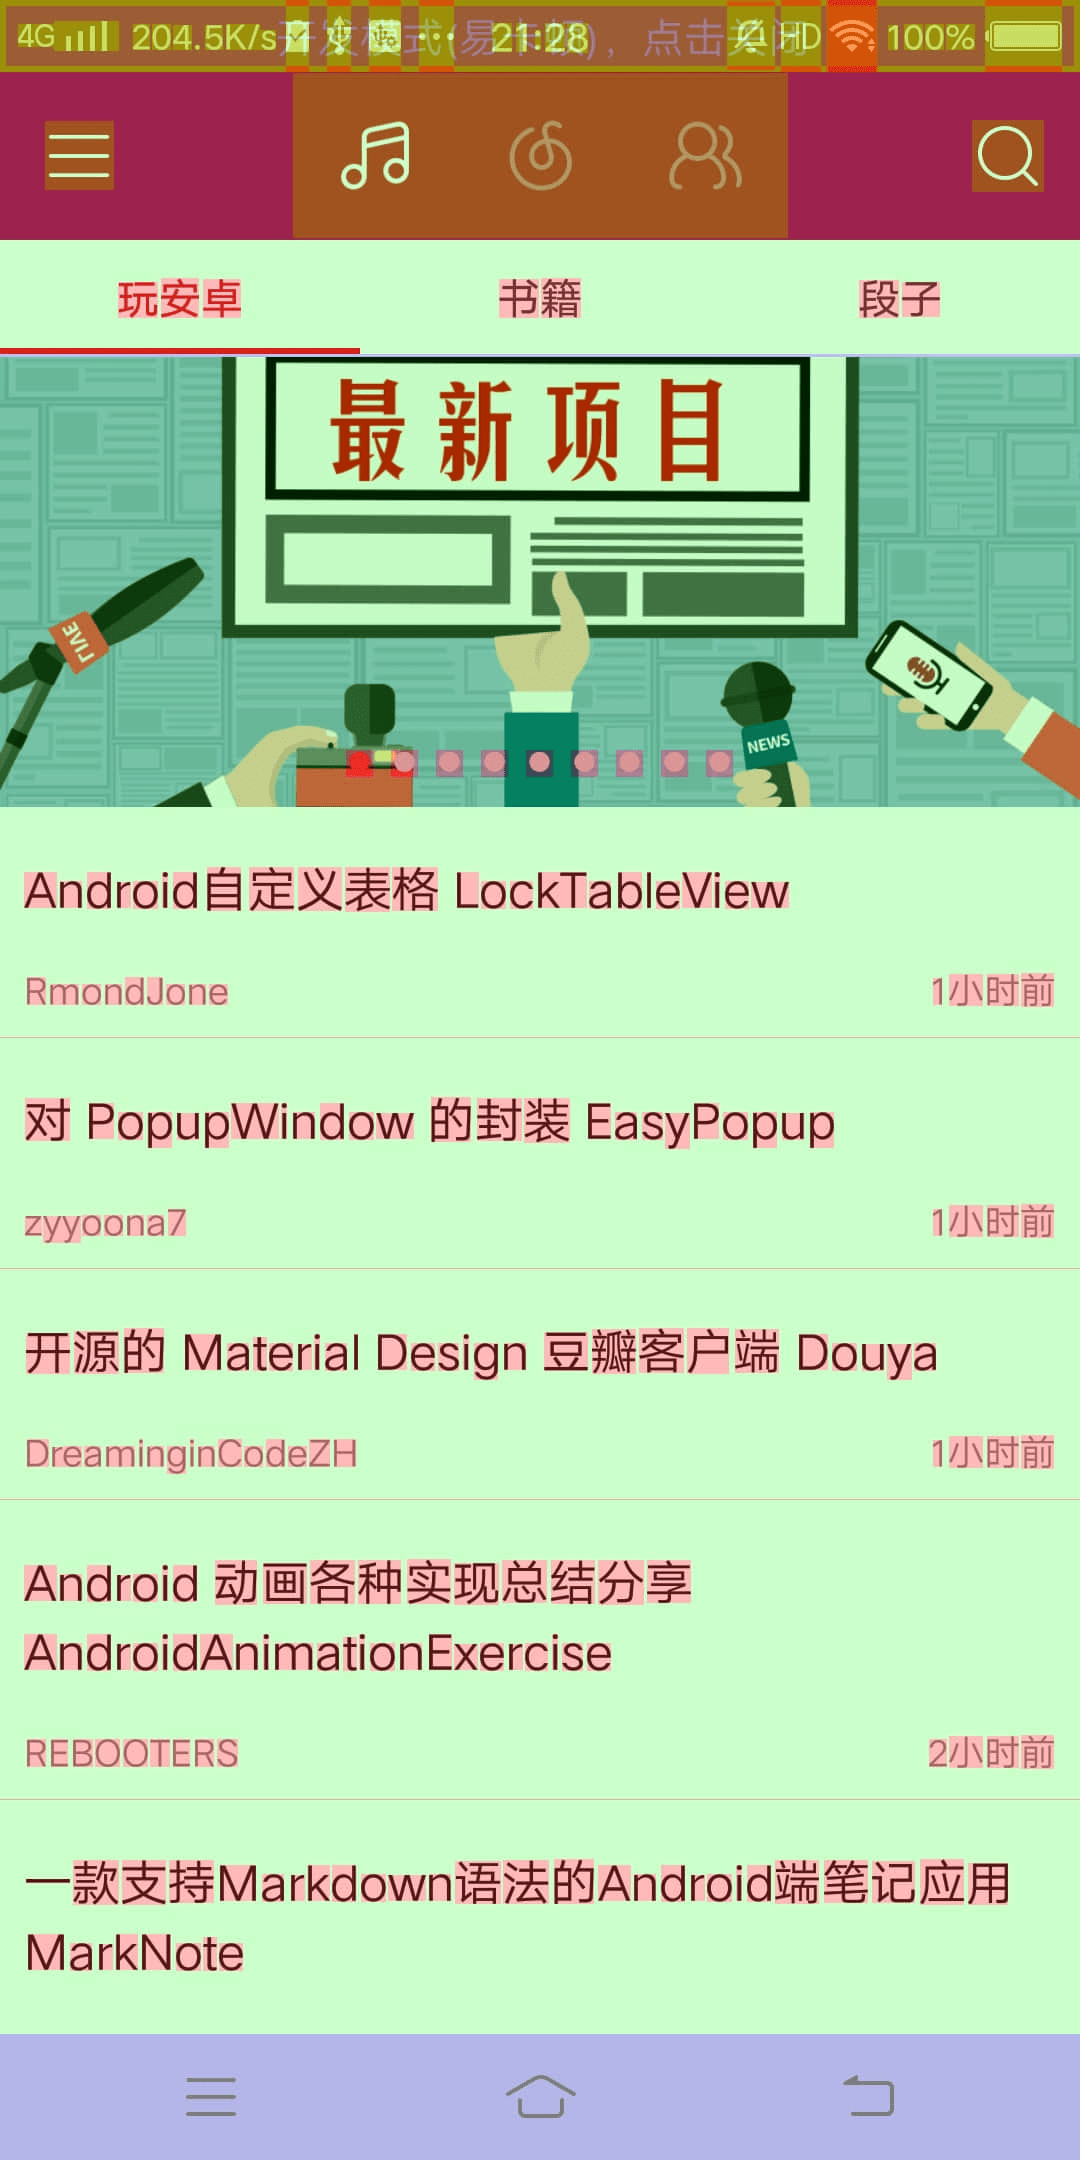 4G 204.5K/s 21:28 HD 100%
开发模式(易卡顿)，点击关闭
玩安卓 书籍 段子
最新项目
LIVE
NEWS
Android自定义表格 LockTableView
RmondJone 1小时前
对 PopupWindow 的封装 EasyPopup
zyyoona7 1小时前
开源的 Material Design 豆瓣客户端 Douya
DreaminginCodeZH 1小时前
Android 动画各种实现总结分享
AndroidAnimationExercise
REBOOTERS 2小时前
一款支持Markdown语法的Android端笔记应用
MarkNote